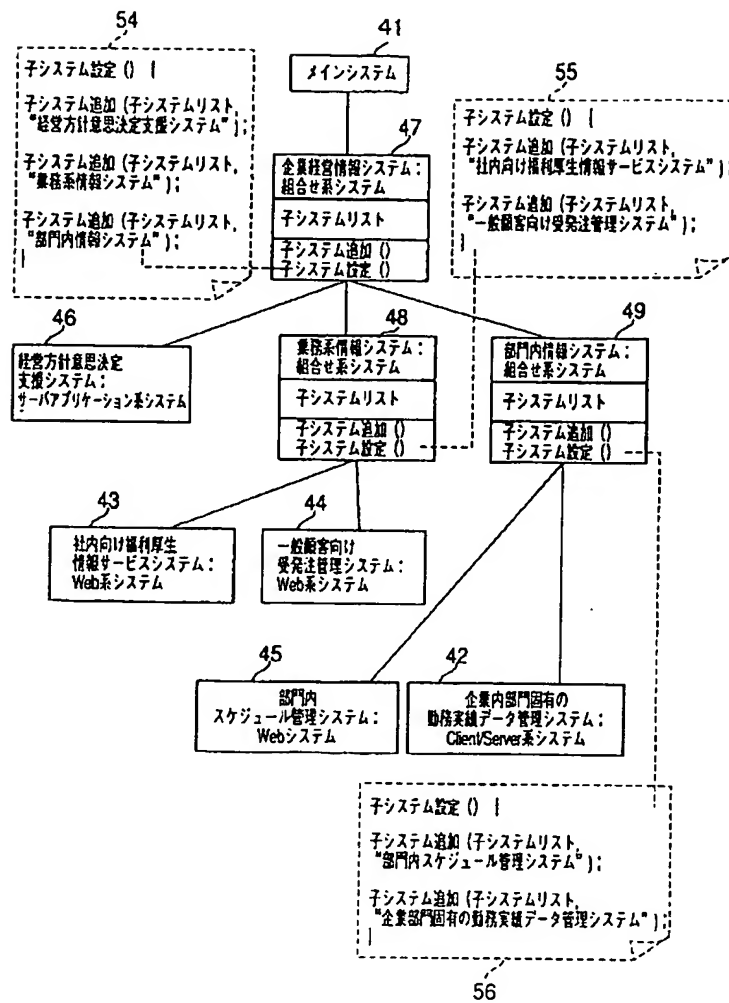 54
子システム設定 () {
子システム追加 (子システムリスト,
"経営方針意思決定支援システム");
子システム追加 (子システムリスト,
"業務系情報システム");
子システム追加 (子システムリスト,
"部門内情報システム");
}
41
メインシステム
47
企業経営情報システム:
組合せ系システム
子システムリスト
子システム追加 ()
子システム設定 ()
55
子システム設定 () {
子システム追加 (子システムリスト,
"社内向け福利厚生情報サービスシステム");
子システム追加 (子システムリスト,
"一般顧客向け受発注管理システム");
}
46
経営方針意思決定
支援システム:
サーバアプリケーション系システム
48
業務系情報システム:
組合せ系システム
子システムリスト
子システム追加 ()
子システム設定 ()
49
部門内情報システム:
組合せ系システム
子システムリスト
子システム追加 ()
子システム設定 ()
43
社内向け福利厚生
情報サービスシステム:
Web系システム
44
一般顧客向け
受発注管理システム:
Web系システム
45
部門内
スケジュール管理システム:
Webシステム
42
企業内部門固有の
勤務実績データ管理システム:
Client/Server系システム
子システム設定 () {
子システム追加 (子システムリスト,
"部門内スケジュール管理システム");
子システム追加 (子システムリスト,
"企業部門固有の勤務実績データ管理システム");
}
56